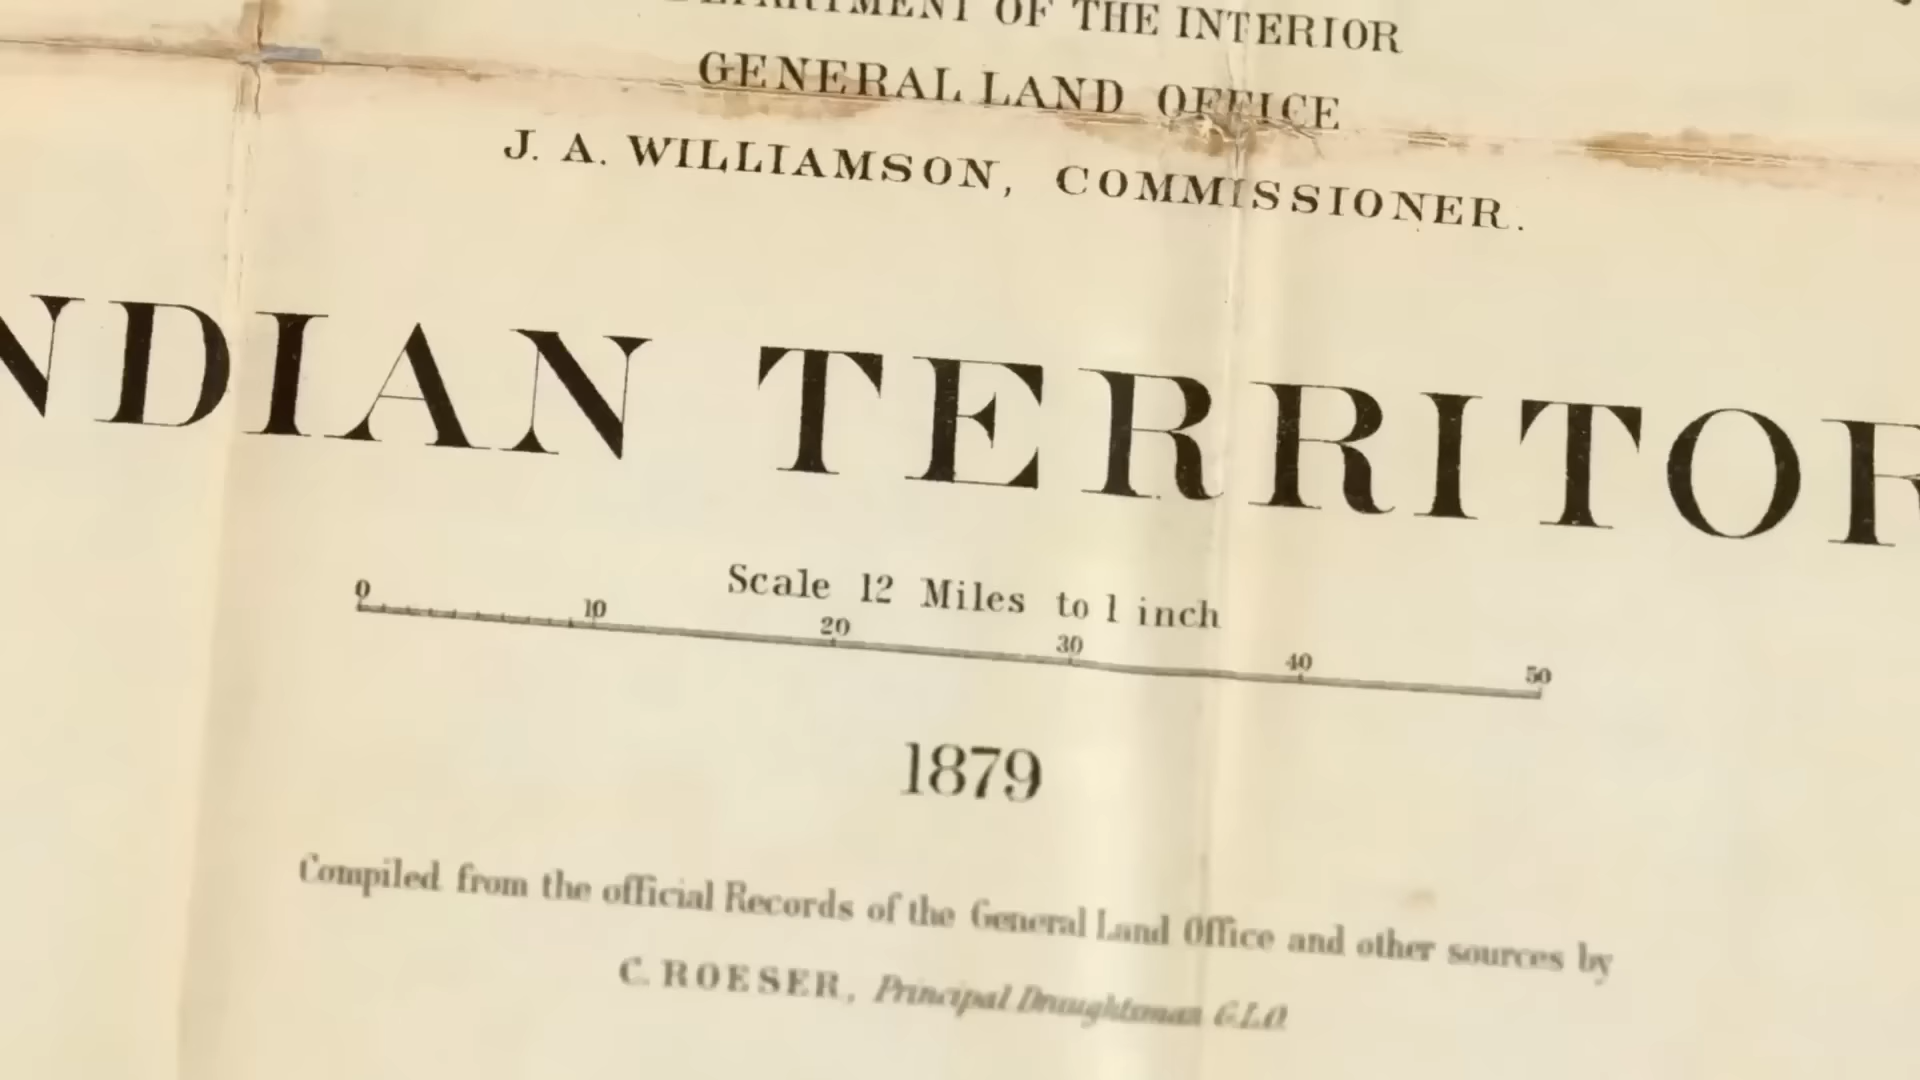 DEPARTMENT OF THE INTERIOR
GENERAL LAND OFFICE
J. A. WILLIAMSON, COMMISSIONER.
NDIAN TERRITOR
Scale 12 Miles to 1 inch
0 10 20 30 40 50
1879
Compiled from the official Records of the General Land Office and other sources by
C. ROESER, Principal Draughtsman G.L.O.